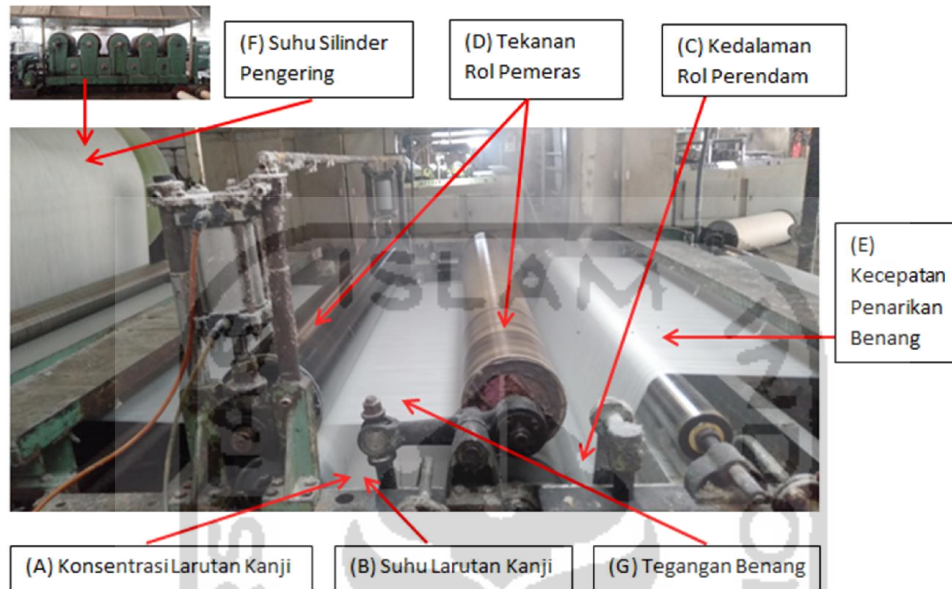 (F) Suhu Silinder
Pengering
(D) Tekanan
Rol Pemeras
(C) Kedalaman
Rol Perendam
(E)
Kecepatan
Penarikan
Benang
ISLAM
(A) Konsentrasi Larutan Kanji
(B) Suhu Larutan Kanji
(G) Tegangan Benang